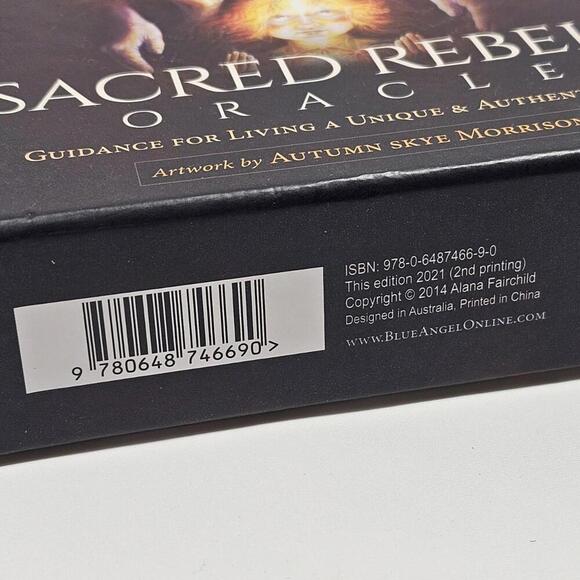 SACRED REBEL
ORACLE
GUIDANCE FOR LIVING A UNIQUE & AUTHENT
Artwork by AUTUMN SKYE MORRISON
ISBN: 978-0-6487466-9-0
This edition 2021 (2nd printing)
Copyright © 2014 Alana Fairchild
Designed in Australia, Printed in China
WWW.BLUEANGELONLINE.COM
9 780648 746690 >